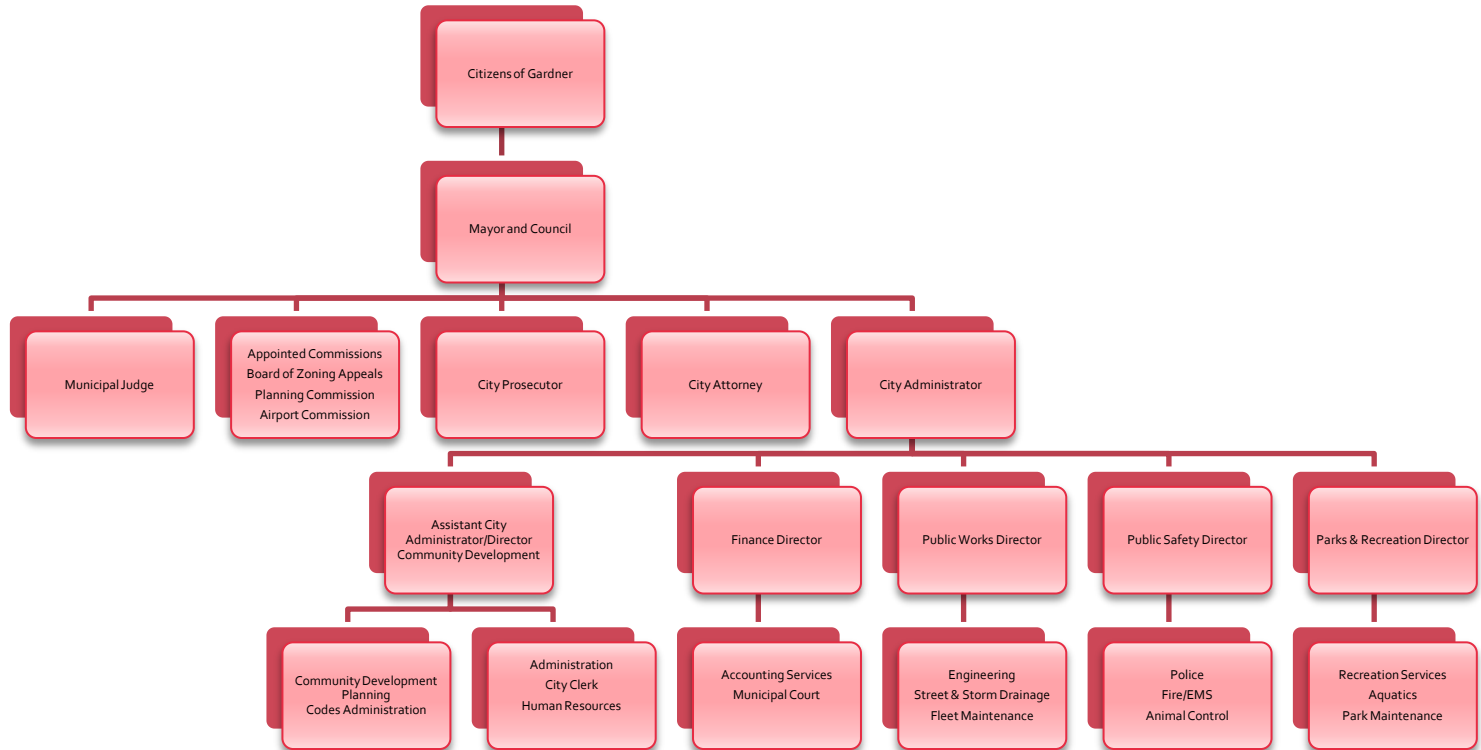 Citizens of Gardner
Mayor and Council
Municipal Judge
Appointed Commissions
Board of Zoning Appeals
Planning Commission
Airport Commission
City Prosecutor
City Attorney
City Administrator
Assistant City
Administrator/Director
Community Development
Finance Director
Public Works Director
Public Safety Director
Parks & Recreation Director
Community Development
Planning
Codes Administration
Administration
City Clerk
Human Resources
Accounting Services
Municipal Court
Engineering
Street & Storm Drainage
Fleet Maintenance
Police
Fire/EMS
Animal Control
Recreation Services
Aquatics
Park Maintenance